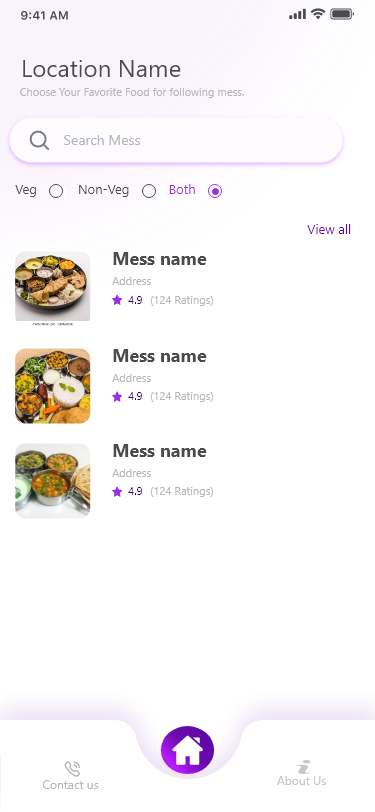 9:41 AM
Location Name
Choose Your Favorite Food for following mess.
Search Mess
Veg Non-Veg Both
View all
Mess name
Address
4.9 (124 Ratings)
Mess name
Address
4.9 (124 Ratings)
Mess name
Address
4.9 (124 Ratings)
Contact us
About Us